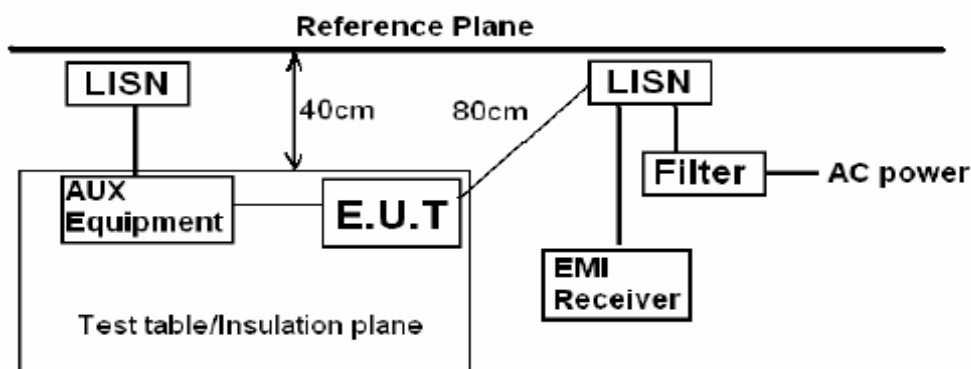 Reference Plane
LISN
40cm
80cm
LISN
AUX
Equipment
E.U.T
Filter
AC power
EMI
Receiver
Test table/Insulation plane